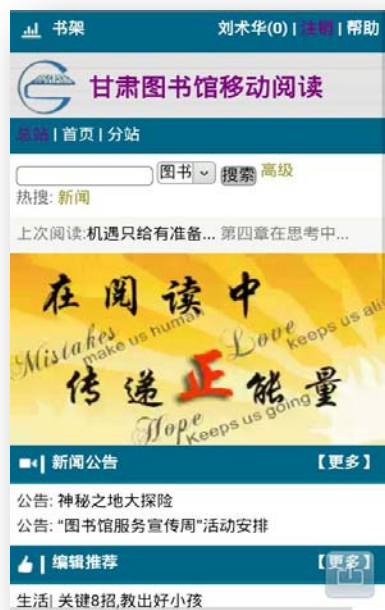 书架 刘术华(0) | 注销 | 帮助
甘肃图书馆移动阅读
总站 | 首页 | 分站
图书 搜索 高级
热搜: 新闻
上次阅读:机遇只给有准备... 第四章在思考中...
在阅读中
Mistakes make us human
Love keeps us ali
传递正能量
Hope keeps us going
新闻公告 【更多】
公告: 神秘之地大探险
公告: “图书馆服务宣传周”活动安排
编辑推荐 【更多】
生活| 关键8招,教出好小孩